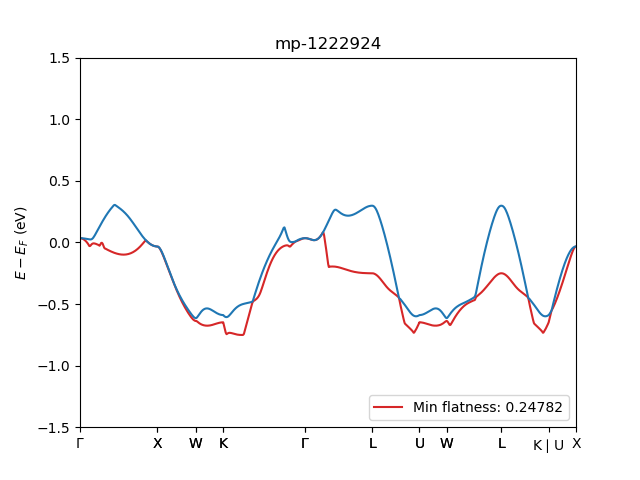 mp-1222924
E − E_F (eV)
1.5
1.0
0.5
0.0
−0.5
−1.0
−1.5
Min flatness: 0.24782
Γ X W K Γ L U W L K | U X